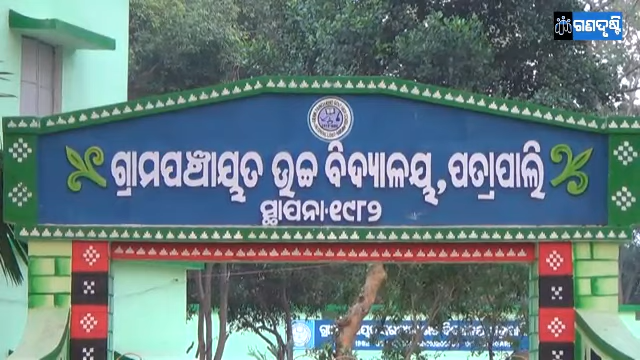 ଗଣଦୃଷ୍ଟି
ଗ୍ରାମପଞ୍ଚାୟତ ଉଚ୍ଚ ବିଦ୍ୟାଳୟ, ପତ୍ରାପାଲି
ସ୍ଥାପନା-୧୯୮୨